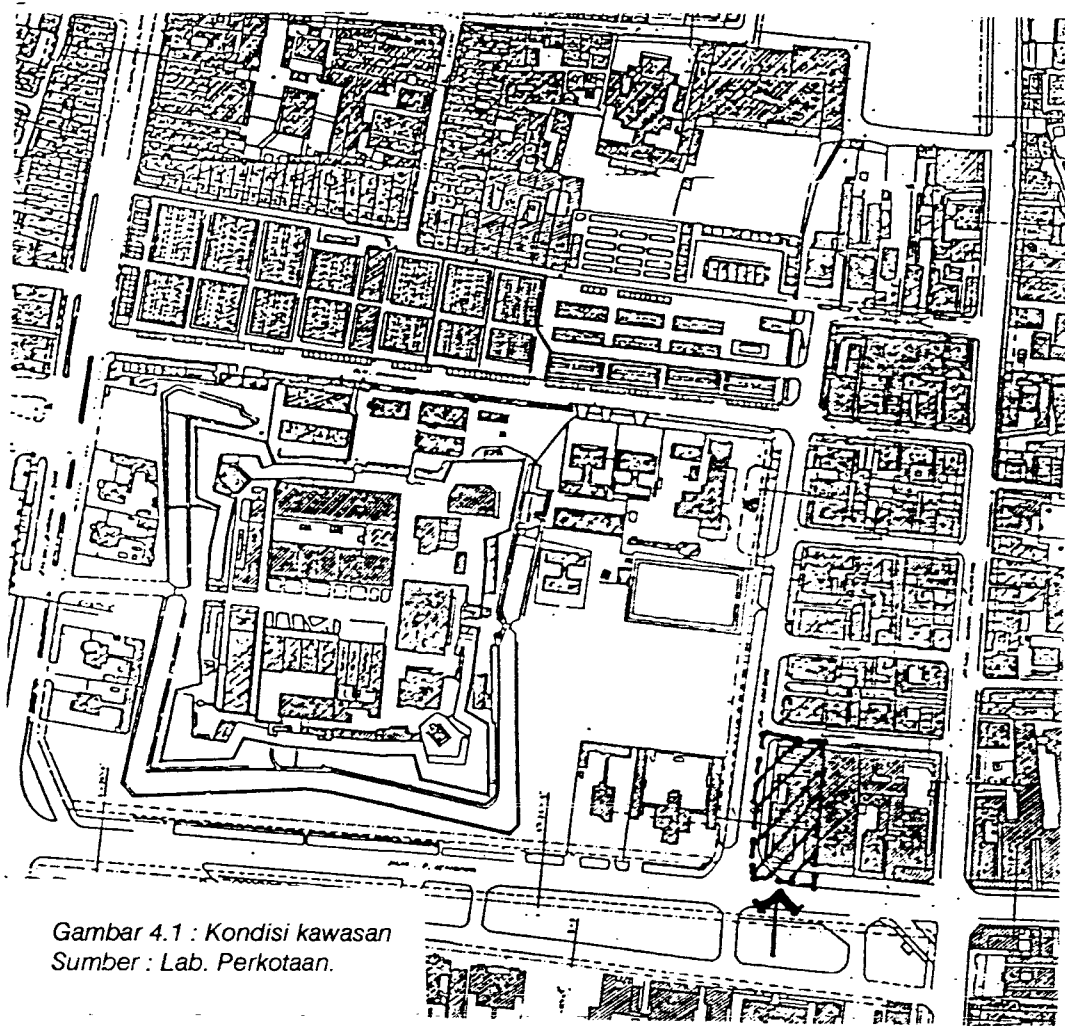 Gambar 4.1 : Kondisi kawasan
Sumber : Lab. Perkotaan.